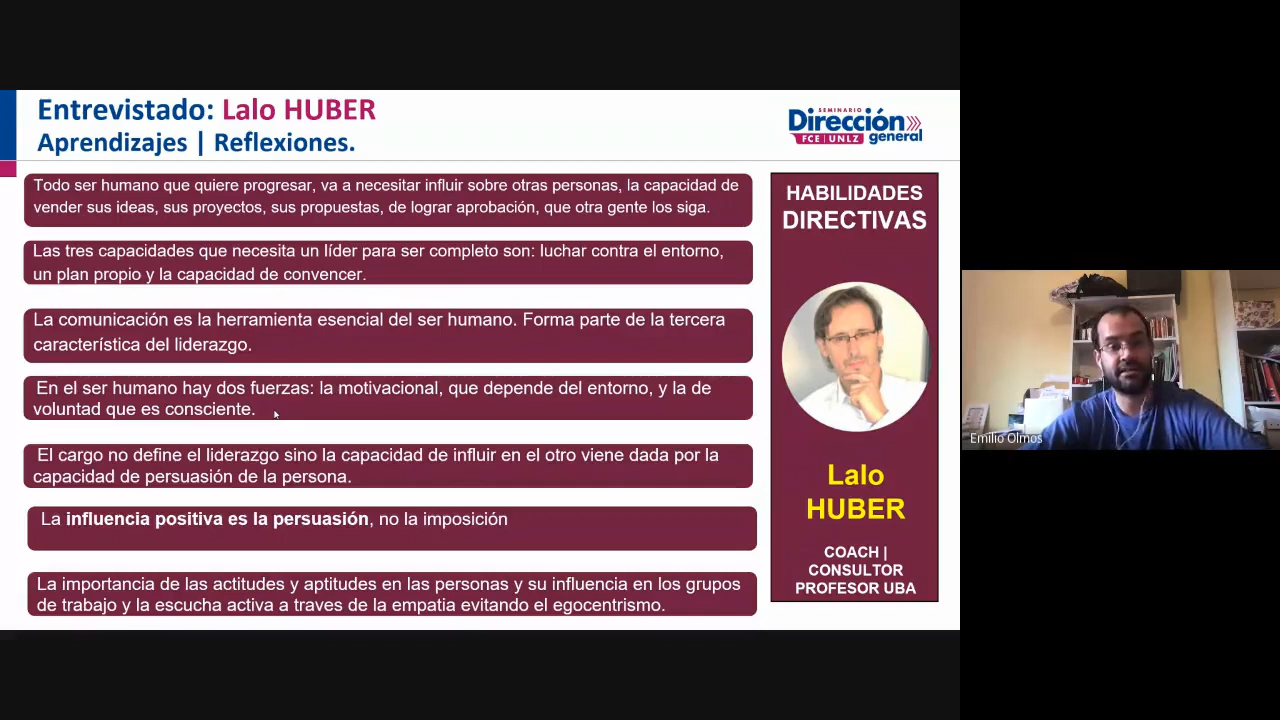 Entrevistado: Lalo HUBER
Aprendizajes | Reflexiones.
SEMINARIO
Dirección
FCE | UNLZ general
Todo ser humano que quiere progresar, va a necesitar influir sobre otras personas, la capacidad de
vender sus ideas, sus proyectos, sus propuestas, de lograr aprobación, que otra gente los siga.
Las tres capacidades que necesita un líder para ser completo son: luchar contra el entorno,
un plan propio y la capacidad de convencer.
La comunicación es la herramienta esencial del ser humano. Forma parte de la tercera
característica del liderazgo.
En el ser humano hay dos fuerzas: la motivacional, que depende del entorno, y la de
voluntad que es consciente.
El cargo no define el liderazgo sino la capacidad de influir en el otro viene dada por la
capacidad de persuasión de la persona.
La influencia positiva es la persuasión, no la imposición
La importancia de las actitudes y aptitudes en las personas y su influencia en los grupos
de trabajo y la escucha activa a traves de la empatia evitando el egocentrismo.
HABILIDADES
DIRECTIVAS
Lalo
HUBER
COACH |
CONSULTOR
PROFESOR UBA
Emilio Olmos